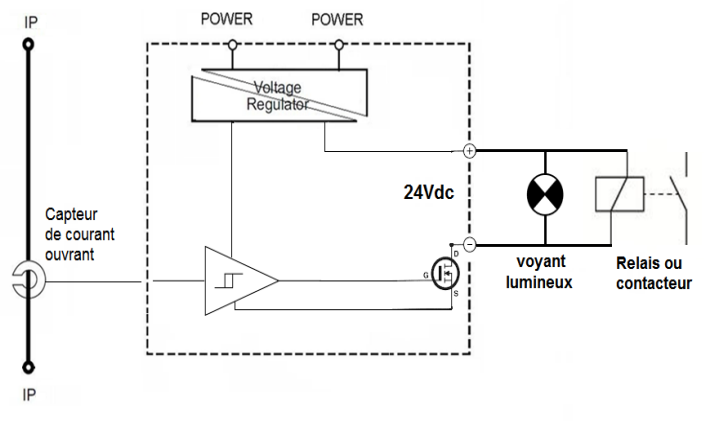 IP
POWER
POWER
Voltage
Regulator
+
24Vdc
Capteur
de courant
ouvrant
-
D
G
S
voyant
lumineux
Relais ou
contacteur
IP